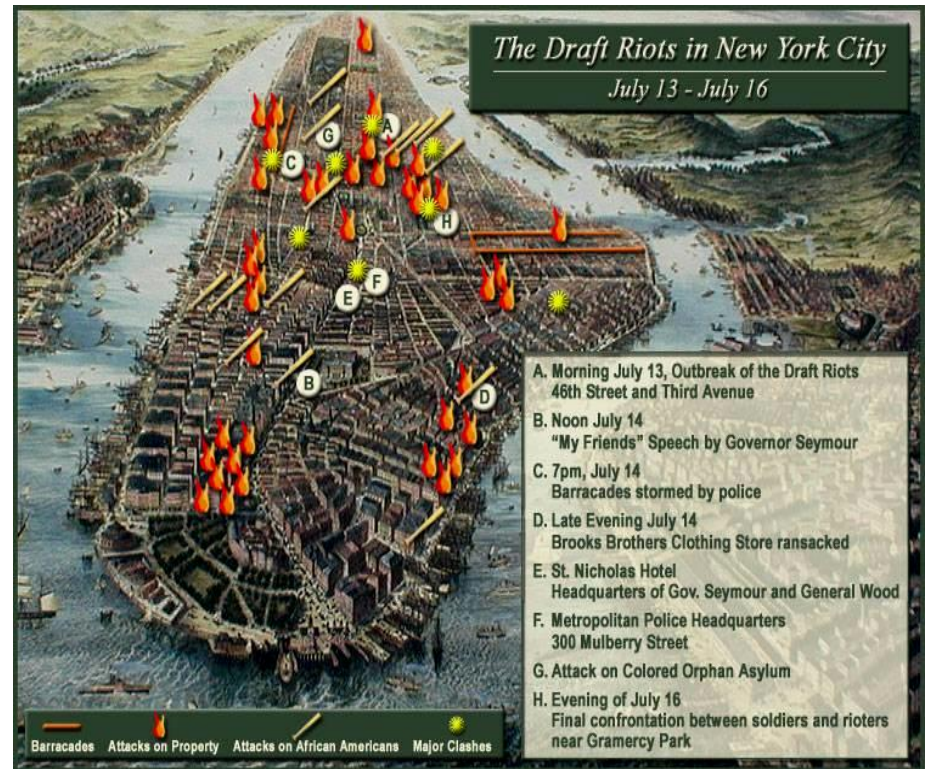 The Draft Riots in New York City
July 13 - July 16
A
G
C
H
F
E
B
D
A. Morning July 13, Outbreak of the Draft Riots
46th Street and Third Avenue
B. Noon July 14
“My Friends” Speech by Governor Seymour
C. 7pm, July 14
Barracades stormed by police
D. Late Evening July 14
Brooks Brothers Clothing Store ransacked
E. St. Nicholas Hotel
Headquarters of Gov. Seymour and General Wood
F. Metropolitan Police Headquarters
300 Mulberry Street
G. Attack on Colored Orphan Asylum
H. Evening of July 16
Final confrontation between soldiers and rioters
near Gramercy Park
Barracades Attacks on Property Attacks on African Americans Major Clashes